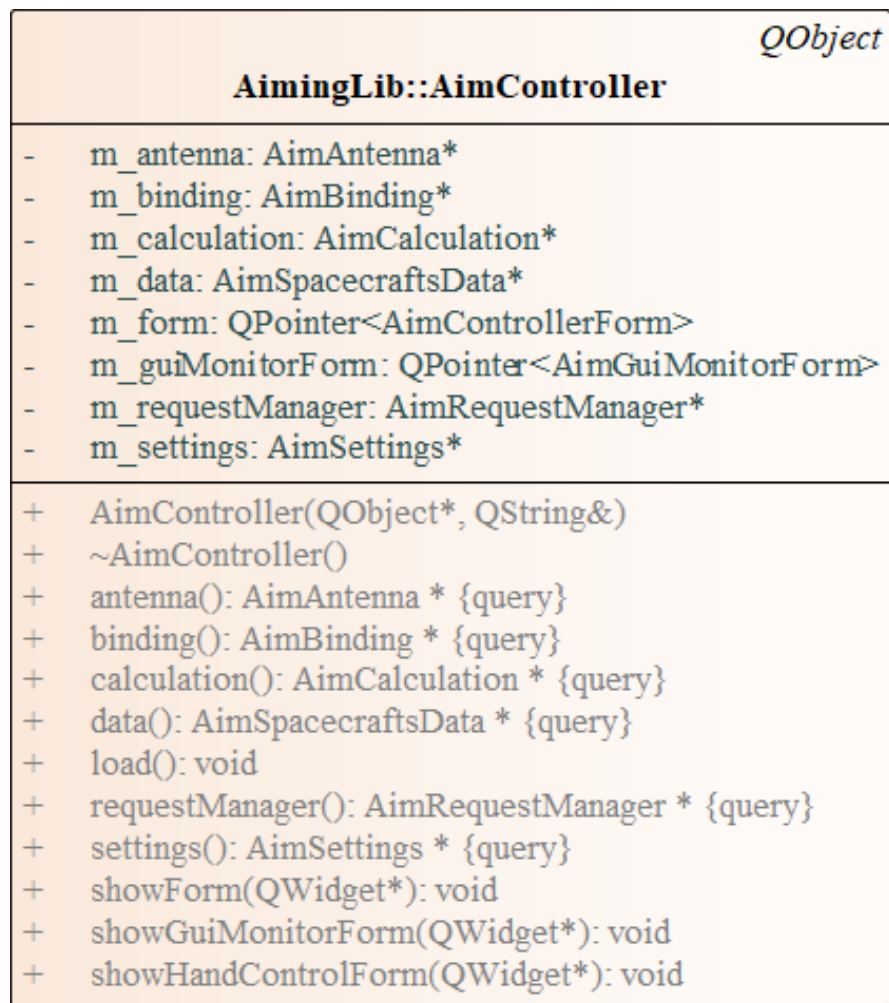 QObject
AimingLib::AimController
- m_antenna: AimAntenna*
- m_binding: AimBinding*
- m_calculation: AimCalculation*
- m_data: AimSpacecraftsData*
- m_form: QPointer<AimControllerForm>
- m_guiMonitorForm: QPointer<AimGuiMonitorForm>
- m_requestManager: AimRequestManager*
- m_settings: AimSettings*
+ AimController(QObject*, QString&)
+ ~AimController()
+ antenna(): AimAntenna * {query}
+ binding(): AimBinding * {query}
+ calculation(): AimCalculation * {query}
+ data(): AimSpacecraftsData * {query}
+ load(): void
+ requestManager(): AimRequestManager * {query}
+ settings(): AimSettings * {query}
+ showForm(QWidget*): void
+ showGuiMonitorForm(QWidget*): void
+ showHandControlForm(QWidget*): void